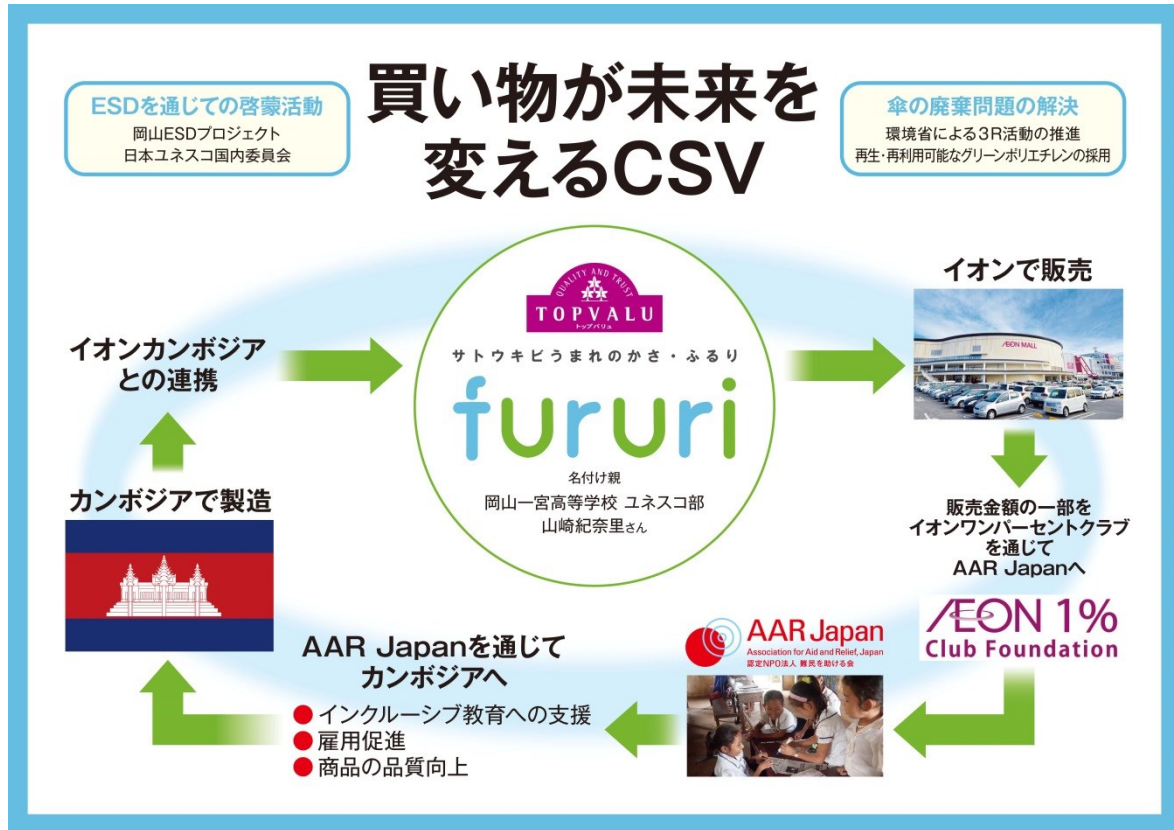 買い物が未来を
変えるCSV
ESDを通じての啓蒙活動
岡山ESDプロジェクト
日本ユネスコ国内委員会
傘の廃棄問題の解決
環境省による3R活動の推進
再生・再利用可能なグリーンポリエチレンの採用
QUALITY AND TRUST
TOPVALU
トップバリュ
サトウキビうまれのかさ・ふるり
fururi
名付け親
岡山一宮高等学校 ユネスコ部
山崎紀奈里さん
イオンで販売
ÆON MALL
販売金額の一部を
イオンワンパーセントクラブ
を通じて
AAR Japanへ
ÆON 1%
Club Foundation
AAR Japan
Association for Aid and Relief, Japan
認定NPO法人 難民を助ける会
AAR Japanを通じて
カンボジアへ
●インクルーシブ教育への支援
●雇用促進
●商品の品質向上
カンボジアで製造
イオンカンボジア
との連携